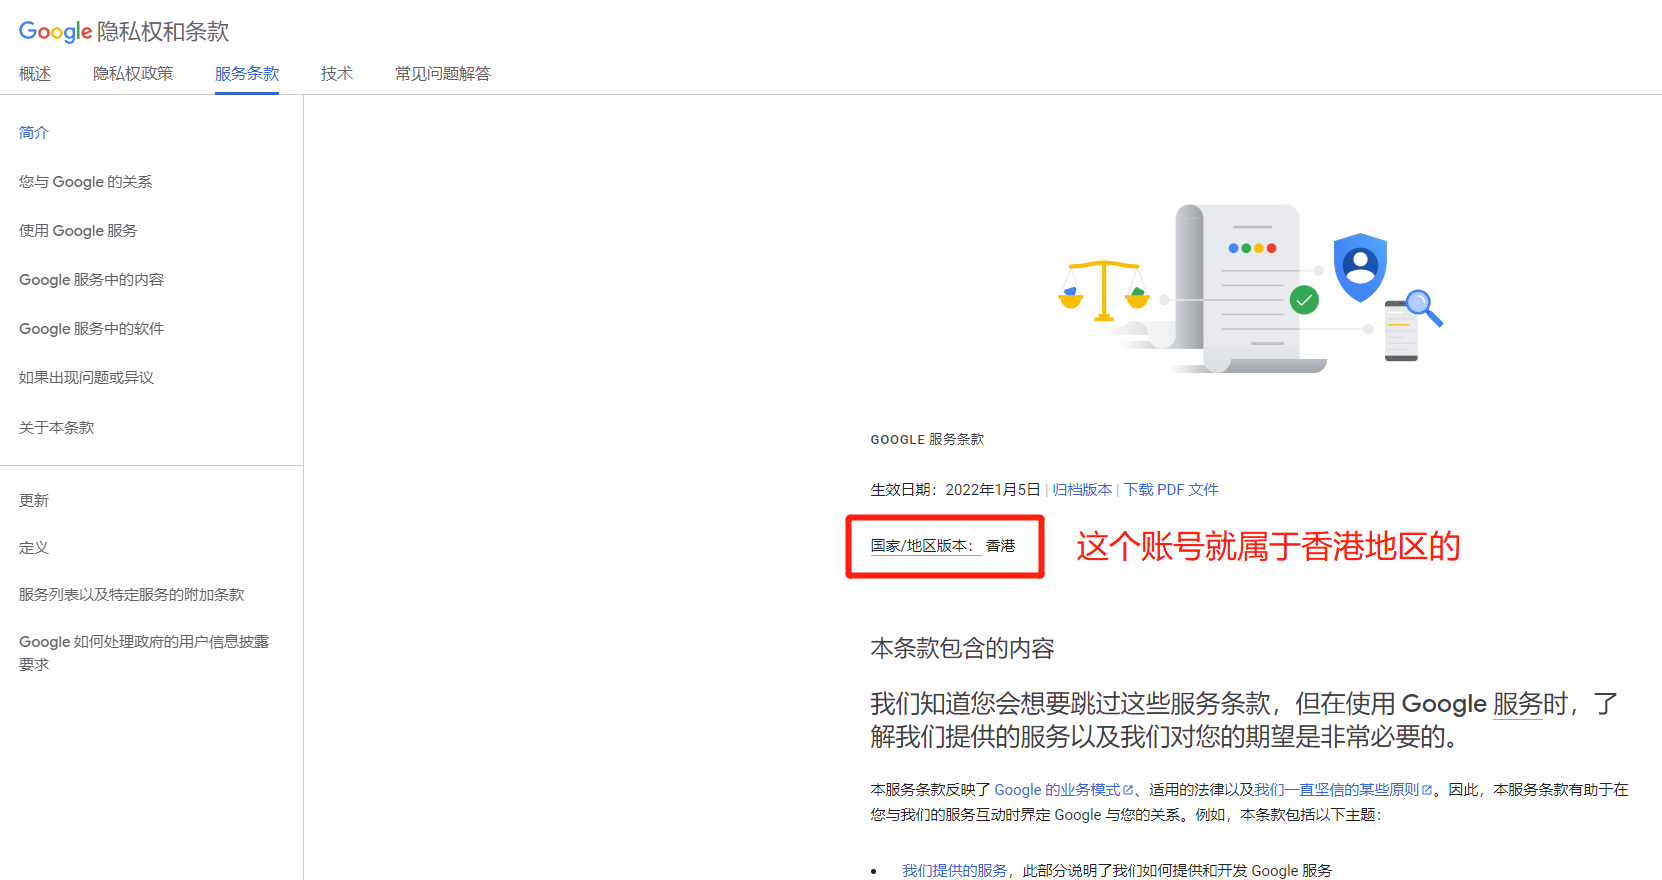 Google 隐私权和条款
概述 隐私权政策 服务条款 技术 常见问题解答
简介
您与 Google 的关系
使用 Google 服务
Google 服务中的内容
Google 服务中的软件
如果出现问题或异议
关于本条款
更新
定义
服务列表以及特定服务的附加条款
Google 如何处理政府的用户信息披露
要求
GOOGLE 服务条款
生效日期：2022年1月5日 | 归档版本 | 下载 PDF 文件
国家/地区版本： 香港
这个账号就属于香港地区的
本条款包含的内容
我们知道您会想要跳过这些服务条款，但在使用 Google 服务时，了
解我们提供的服务以及我们对您的期望是非常必要的。
本服务条款反映了 Google 的业务模式、适用的法律以及我们一直坚信的某些原则。因此，本服务条款有助于在
您与我们的服务互动时界定 Google 与您的关系。例如，本条款包括以下主题：
• 我们提供的服务，此部分说明了我们如何提供和开发 Google 服务